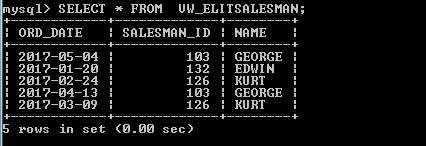 mysql> SELECT * FROM  VW_ELITSALESMAN;
+------------+-------------+--------+
| ORD_DATE   | SALESMAN_ID | NAME   |
+------------+-------------+--------+
| 2017-05-04 |         103 | GEORGE |
| 2017-01-20 |         132 | EDWIN  |
| 2017-02-24 |         126 | KURT   |
| 2017-04-13 |         103 | GEORGE |
| 2017-03-09 |         126 | KURT   |
+------------+-------------+--------+
5 rows in set (0.00 sec)